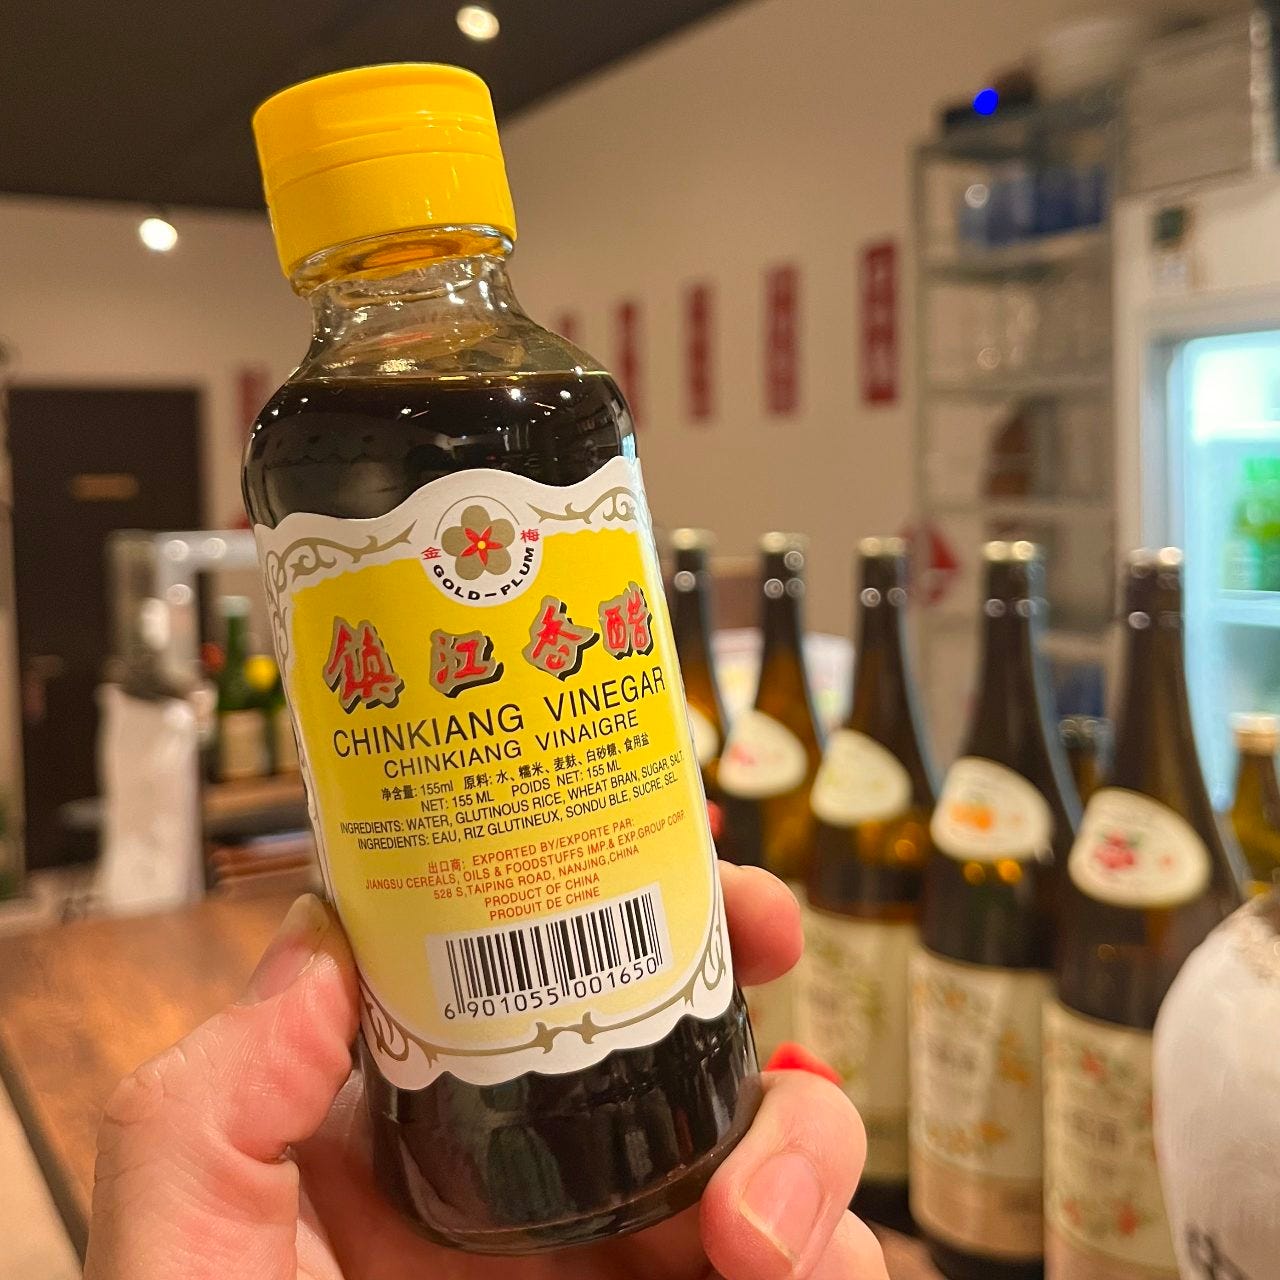 金 梅
GOLD-PLUM
镇江香醋
CHINKIANG VINEGAR
CHINKIANG VINAIGRE
净含量: 155ml 原料: 水、糯米、麦麸、白砂糖、食用盐
NET: 155 ML POIDS NET: 155 ML
INGREDIENTS: WATER, GLUTINOUS RICE, WHEAT BRAN, SUGAR, SALT.
INGREDIENTS: EAU, RIZ GLUTINEUX, SONDU BLE, SUCRE, SEL.
出口商: EXPORTED BY/EXPORTE PAR:
JIANGSU CEREALS, OILS & FOODSTUFFS IMP.& EXP.GROUP CORP.
528 S,TAIPING ROAD, NANJING,CHINA
PRODUCT OF CHINA
PRODUIT DE CHINE
6 901055 001650